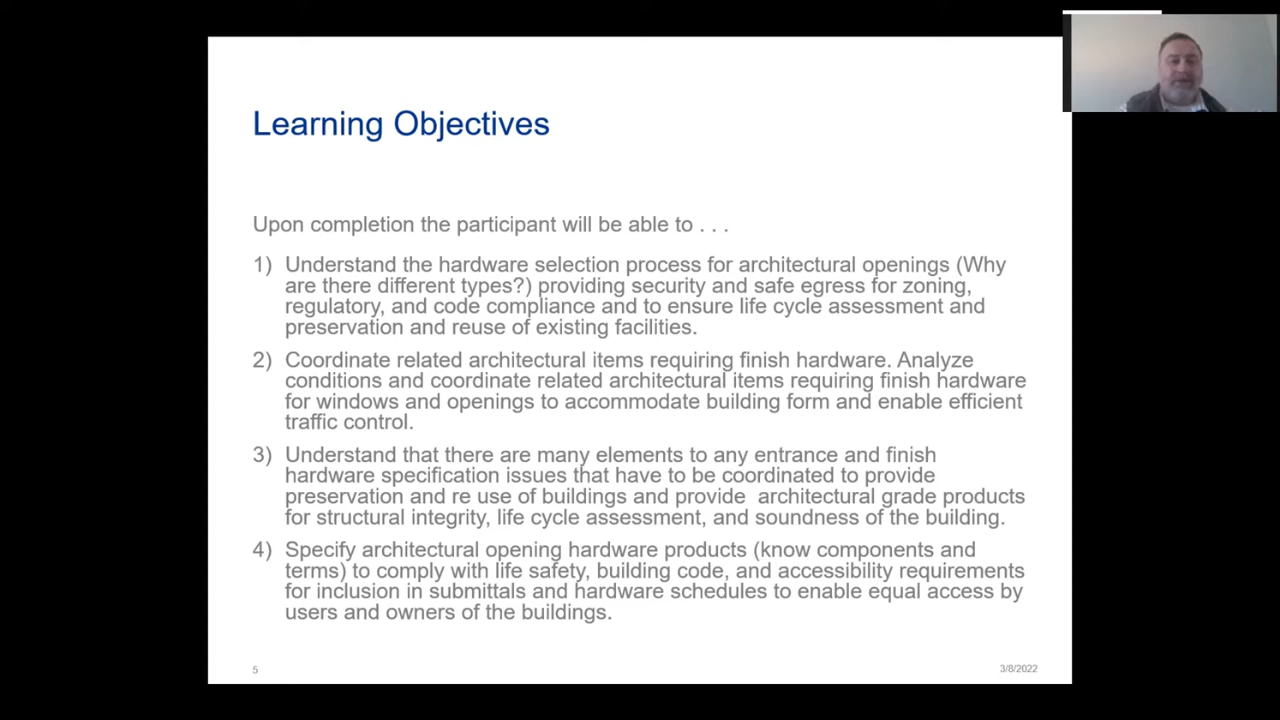 Learning Objectives
Upon completion the participant will be able to . . .
1) Understand the hardware selection process for architectural openings (Why
are there different types?) providing security and safe egress for zoning,
regulatory, and code compliance and to ensure life cycle assessment and
preservation and reuse of existing facilities.
2) Coordinate related architectural items requiring finish hardware. Analyze
conditions and coordinate related architectural items requiring finish hardware
for windows and openings to accommodate building form and enable efficient
traffic control.
3) Understand that there are many elements to any entrance and finish
hardware specification issues that have to be coordinated to provide
preservation and re use of buildings and provide  architectural grade products
for structural integrity, life cycle assessment, and soundness of the building.
4) Specify architectural opening hardware products (know components and
terms) to comply with life safety, building code, and accessibility requirements
for inclusion in submittals and hardware schedules to enable equal access by
users and owners of the buildings.
5
3/8/2022